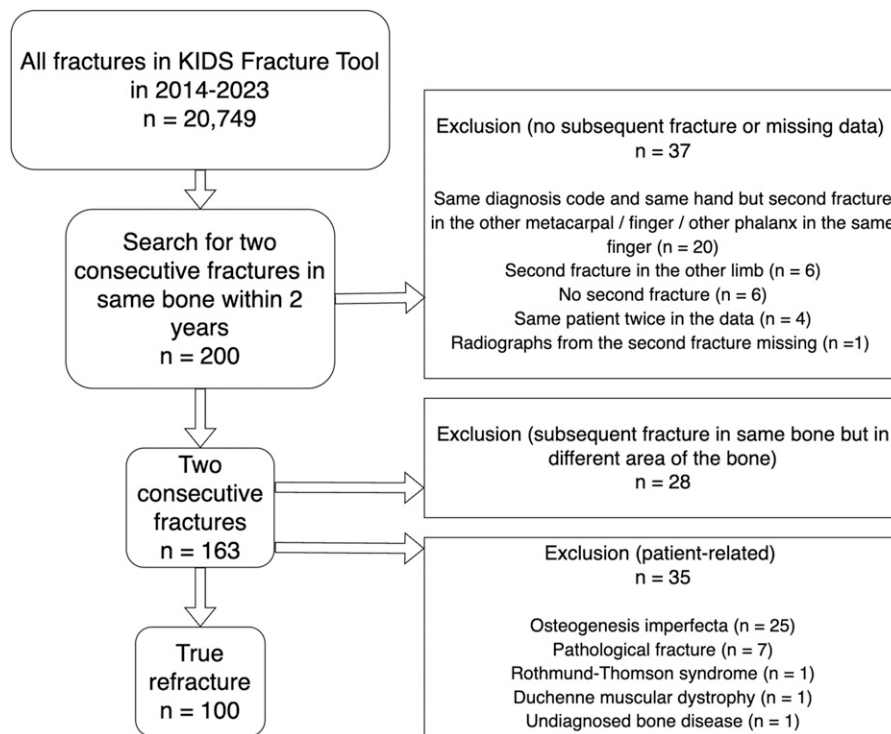 All fractures in KIDS Fracture Tool
in 2014-2023
n = 20,749
Exclusion (no subsequent fracture or missing data)
n = 37
Same diagnosis code and same hand but second fracture
in the other metacarpal / finger / other phalanx in the same
finger (n = 20)
Second fracture in the other limb (n = 6)
No second fracture (n = 6)
Same patient twice in the data (n = 4)
Radiographs from the second fracture missing (n =1)
Search for two
consecutive fractures in
same bone within 2
years
n = 200
Exclusion (subsequent fracture in same bone but in
different area of the bone)
n = 28
Two
consecutive
fractures
n = 163
Exclusion (patient-related)
n = 35
Osteogenesis imperfecta (n = 25)
Pathological fracture (n = 7)
Rothmund-Thomson syndrome (n = 1)
Duchenne muscular dystrophy (n = 1)
Undiagnosed bone disease (n = 1)
True
refracture
n = 100